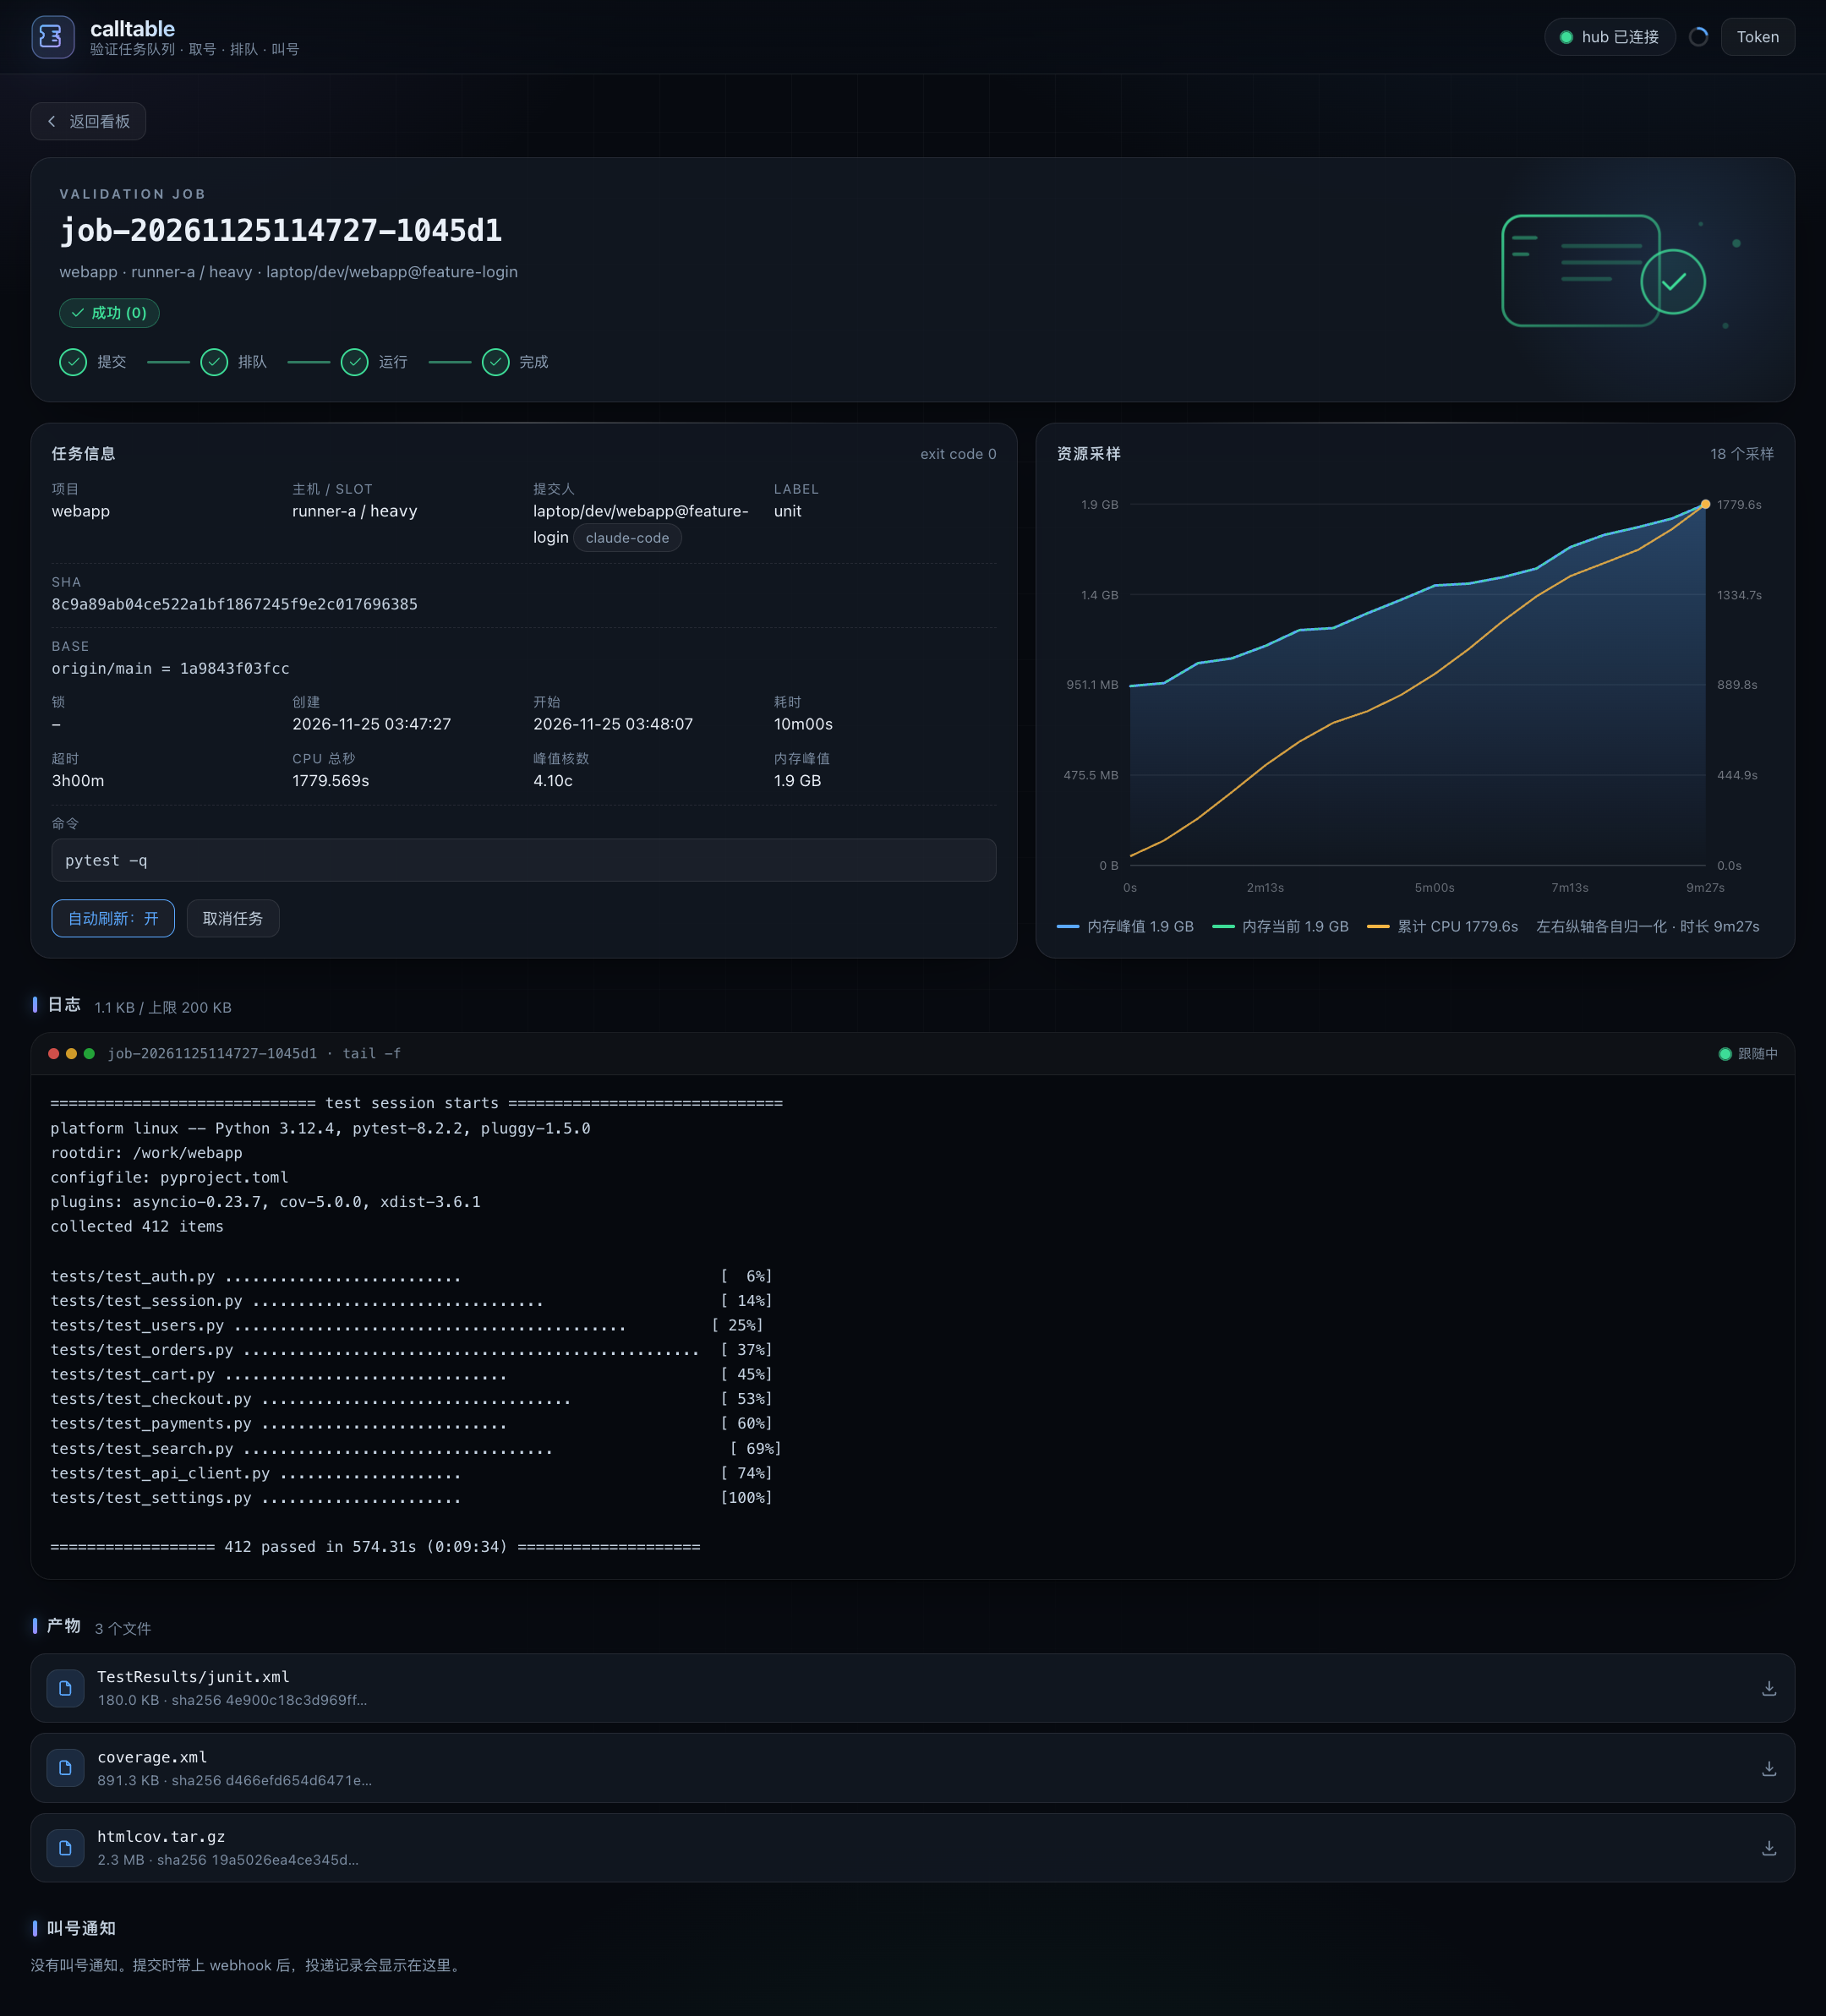 calltable
验证任务队列 · 取号 · 排队 · 叫号
hub 已连接
Token
返回看板
VALIDATION JOB
job-20261125114727-1045d1
webapp · runner-a / heavy · laptop/dev/webapp@feature-login
成功 (0)
提交
排队
运行
完成
任务信息
exit code 0
项目
webapp
主机 / SLOT
runner-a / heavy
提交人
laptop/dev/webapp@feature-
login claude-code
LABEL
unit
SHA
8c9a89ab04ce522a1bf1867245f9e2c017696385
BASE
origin/main = 1a9843f03fcc
锁
–
创建
2026-11-25 03:47:27
开始
2026-11-25 03:48:07
耗时
10m00s
超时
3h00m
CPU 总秒
1779.569s
峰值核数
4.10c
内存峰值
1.9 GB
命令
pytest -q
自动刷新：开
取消任务
资源采样
18 个采样
1.9 GB
1779.6s
1.4 GB
1334.7s
951.1 MB
889.8s
475.5 MB
444.9s
0 B
0.0s
0s
2m13s
5m00s
7m13s
9m27s
内存峰值 1.9 GB
内存当前 1.9 GB
累计 CPU 1779.6s
左右纵轴各自归一化 · 时长 9m27s
日志
1.1 KB / 上限 200 KB
job-20261125114727-1045d1 · tail -f
跟随中
============================= test session starts ==============================
platform linux -- Python 3.12.4, pytest-8.2.2, pluggy-1.5.0
rootdir: /work/webapp
configfile: pyproject.toml
plugins: asyncio-0.23.7, cov-5.0.0, xdist-3.6.1
collected 412 items
tests/test_auth.py ..........................                            [  6%]
tests/test_session.py ................................                   [ 14%]
tests/test_users.py ...........................................         [ 25%]
tests/test_orders.py ..................................................  [ 37%]
tests/test_cart.py ...............................                       [ 45%]
tests/test_checkout.py ..................................                [ 53%]
tests/test_payments.py ...........................                       [ 60%]
tests/test_search.py ..................................                   [ 69%]
tests/test_api_client.py ....................                            [ 74%]
tests/test_settings.py ......................                            [100%]
================== 412 passed in 574.31s (0:09:34) ====================
产物
3 个文件
TestResults/junit.xml
180.0 KB · sha256 4e900c18c3d969ff…
coverage.xml
891.3 KB · sha256 d466efd654d6471e…
htmlcov.tar.gz
2.3 MB · sha256 19a5026ea4ce345d…
叫号通知
没有叫号通知。提交时带上 webhook 后，投递记录会显示在这里。